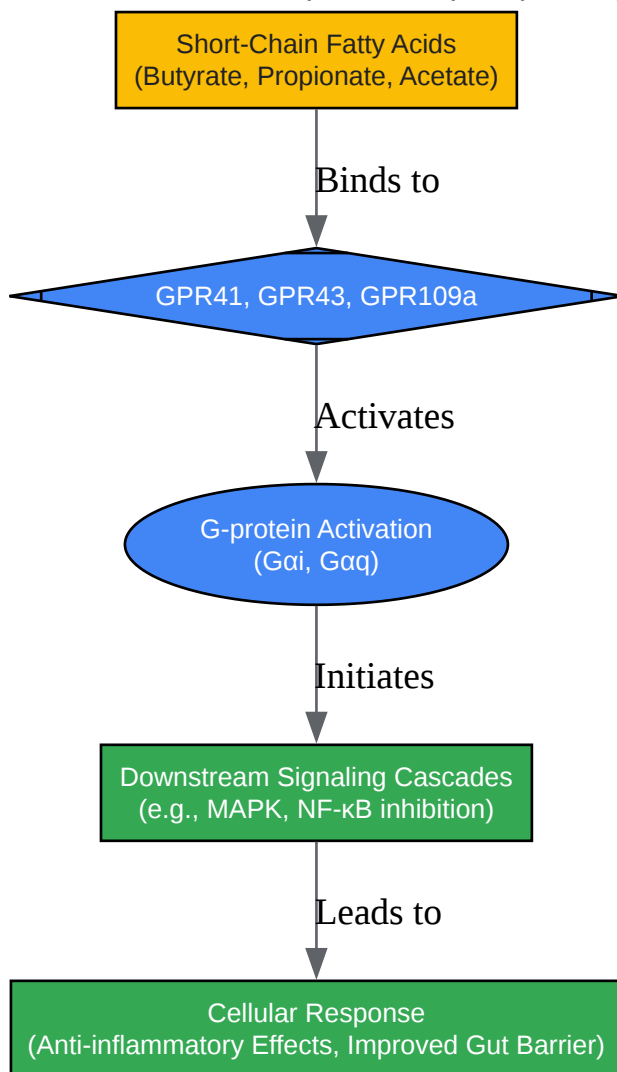 Short-Chain Fatty Acids
(Butyrate, Propionate, Acetate)
Binds to
GPR41, GPR43, GPR109a
Activates
G-protein Activation
(Gαi, Gαq)
Initiates
Downstream Signaling Cascades
(e.g., MAPK, NF-κB inhibition)
Leads to
Cellular Response
(Anti-inflammatory Effects, Improved Gut Barrier)